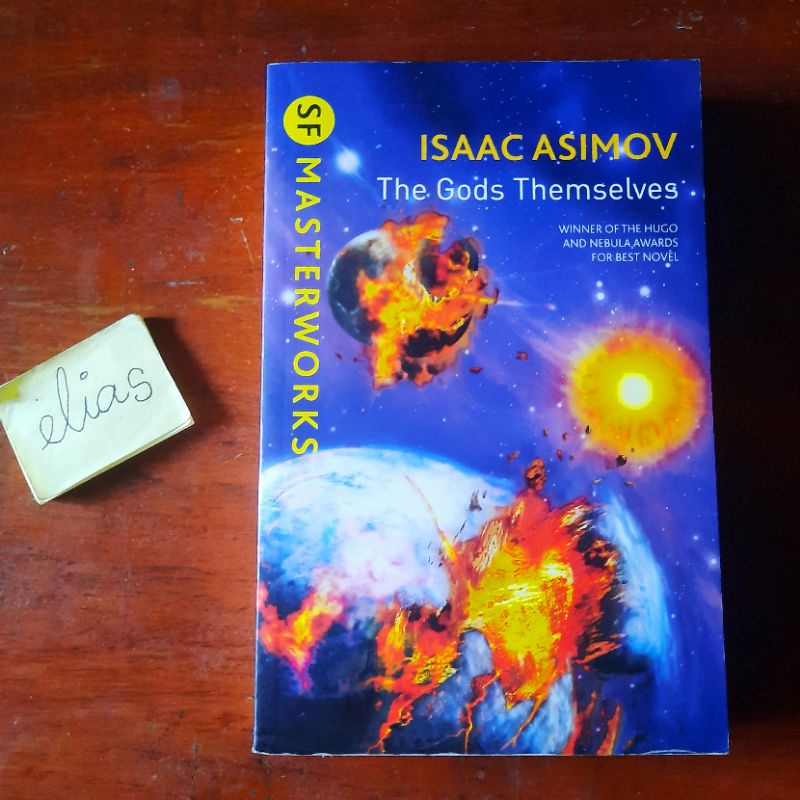 elias
SF MASTERWORKS
ISAAC ASIMOV
The Gods Themselves
WINNER OF THE HUGO
AND NEBULA AWARDS
FOR BEST NOVEL